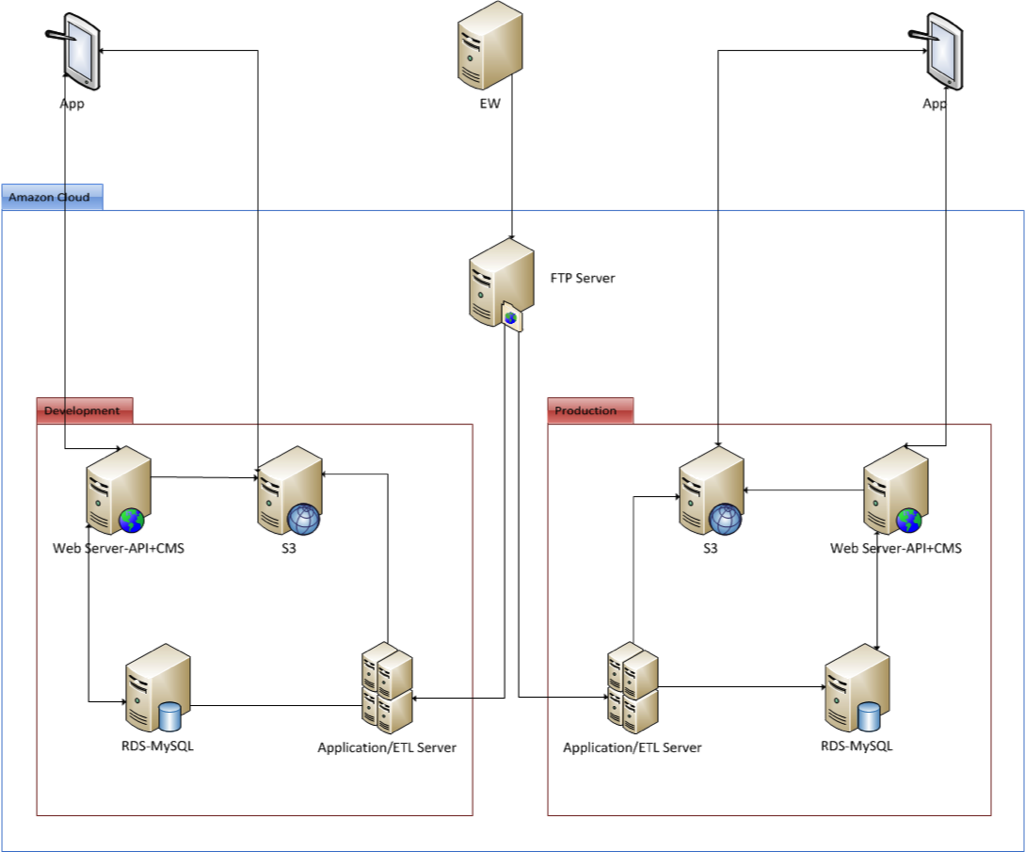 App
EW
App
Amazon Cloud
FTP Server
Development
Production
Web Server-API+CMS
S3
S3
Web Server-API+CMS
RDS-MySQL
Application/ETL Server
Application/ETL Server
RDS-MySQL